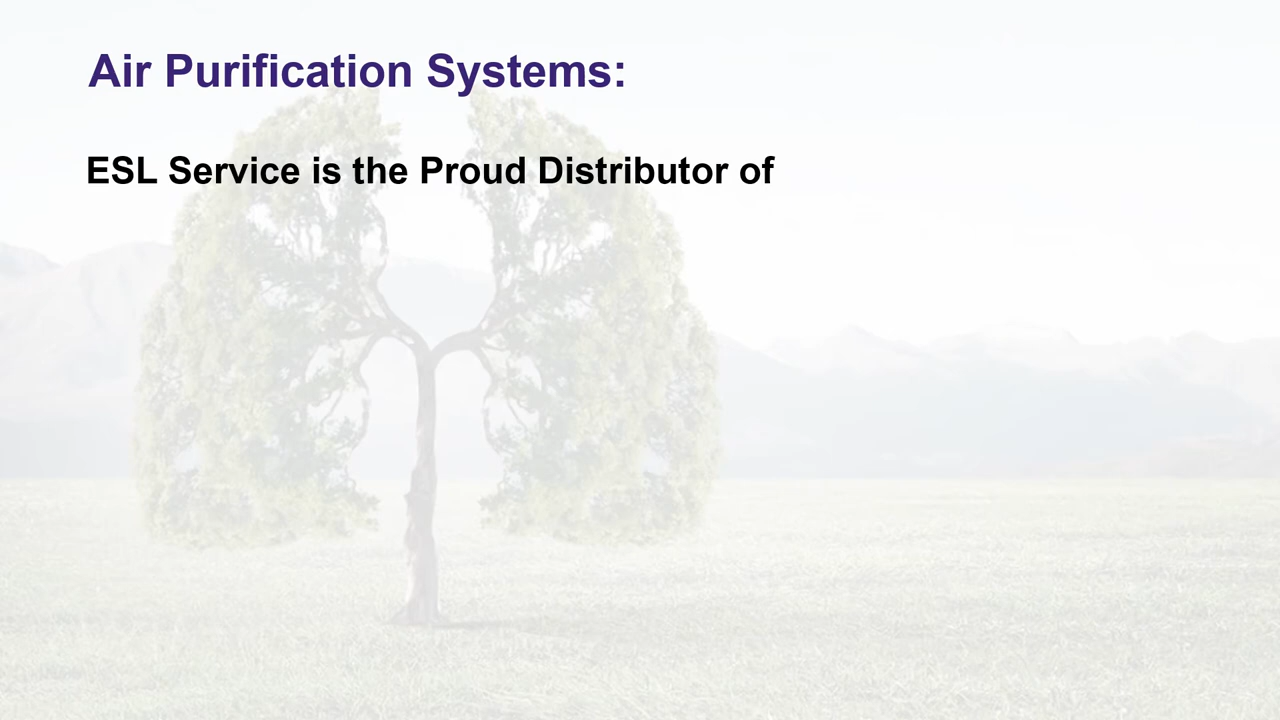 Air Purification Systems:
ESL Service is the Proud Distributor of